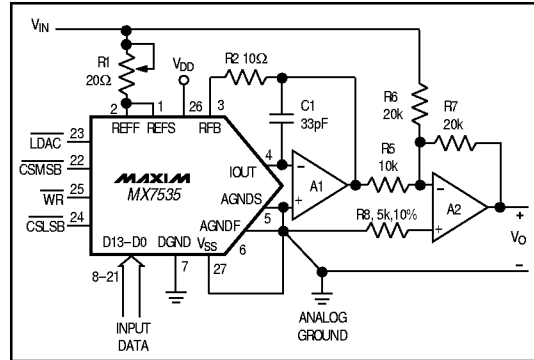 VIN
R1
20Ω
VDD
R2 10Ω
C1
33pF
R6
20k
R7
20k
2
1
26
3
REFF
REFS
RFB
LDAC
23
CSMSB
22
WR
25
CSLSB
24
MAXIM
MX7535
IOUT
4
AGNDS
5
AGNDF
6
D13–D0
DGND
VSS
8–21
7
27
–
+
A1
R5
10k
–
+
A2
R8, 5k,10%
+
VO
–
INPUT
DATA
ANALOG
GROUND